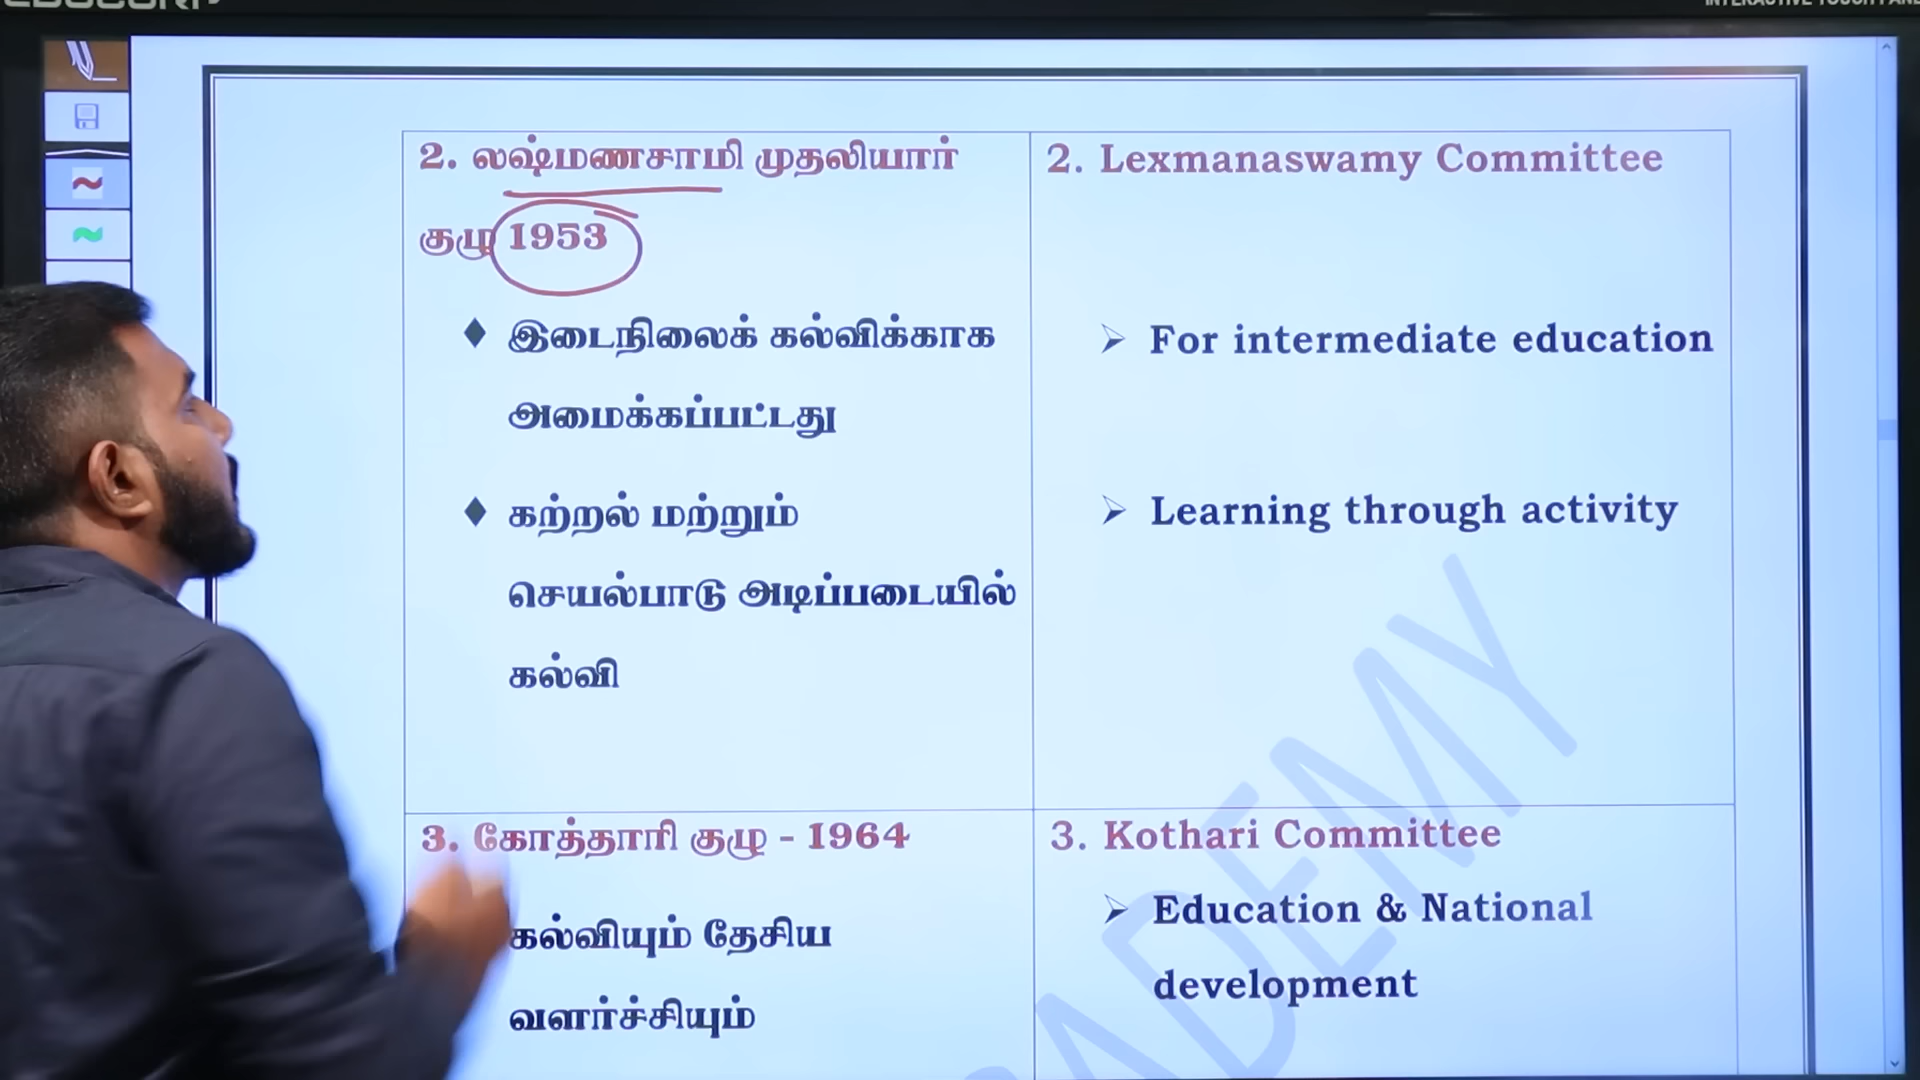 2. லஷ்மணசாமி முதலியார்
குழு 1953
♦ இடைநிலைக் கல்விக்காக
அமைக்கப்பட்டது
♦ கற்றல் மற்றும்
செயல்பாடு அடிப்படையில்
கல்வி
2. Lexmanaswamy Committee
➢ For intermediate education
➢ Learning through activity
3. கோத்தாரி குழு - 1964
கல்வியும் தேசிய
வளர்ச்சியும்
3. Kothari Committee
➢ Education & National
development